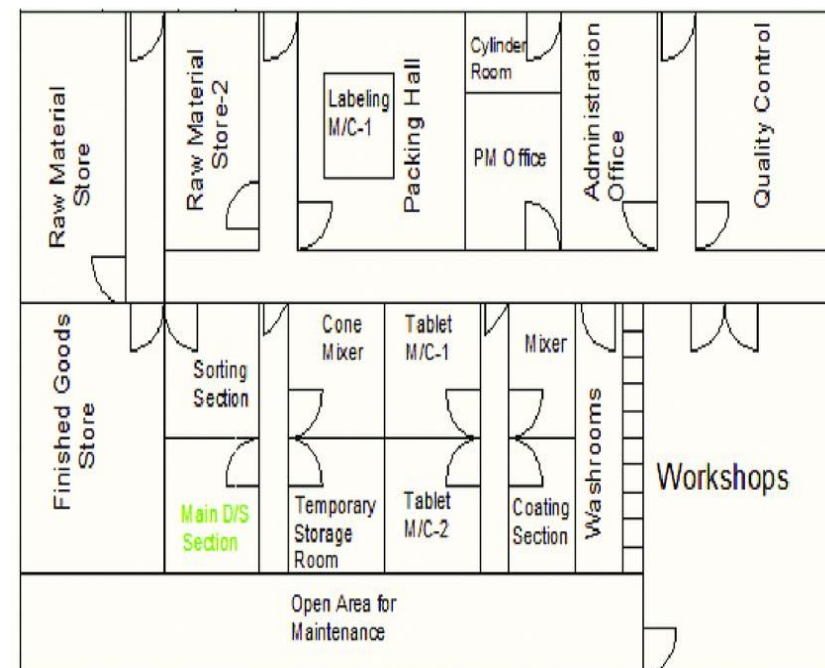 Raw Material
Store
Raw Material
Store-2
Labeling
M/C-1
Packing Hall
Cylinder
Room
PM Office
Administration
Office
Quality Control
Finished Goods
Store
Sorting
Section
Cone
Mixer
Tablet
M/C-1
Mixer
Washrooms
Workshops
Main D/S
Section
Temporary
Storage
Room
Tablet
M/C-2
Coating
Section
Open Area for
Maintenance